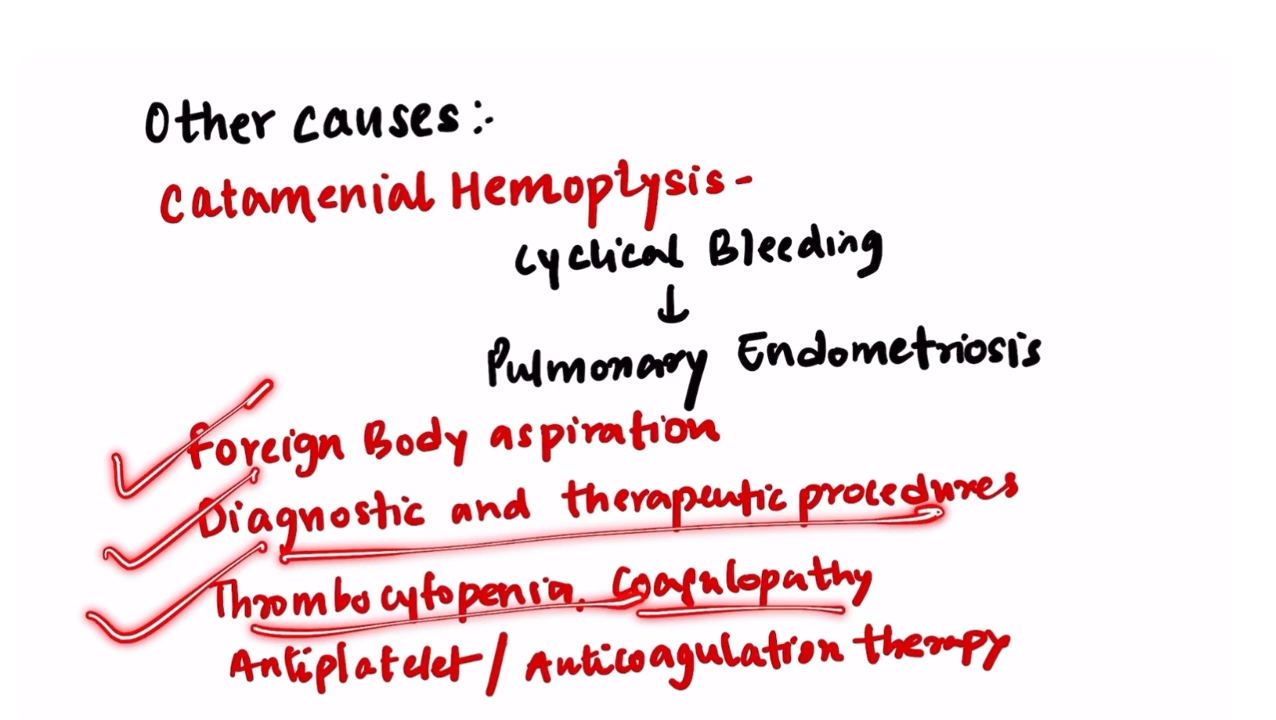 Other causes :-
Catamenial Hemoptysis -
Cyclical Bleeding
↓
Pulmonary Endometriosis
Foreign Body aspiration
Diagnostic and therapeutic procedures
Thrombocytopenia, Coagulopathy
Antiplatelet / Anticoagulation therapy